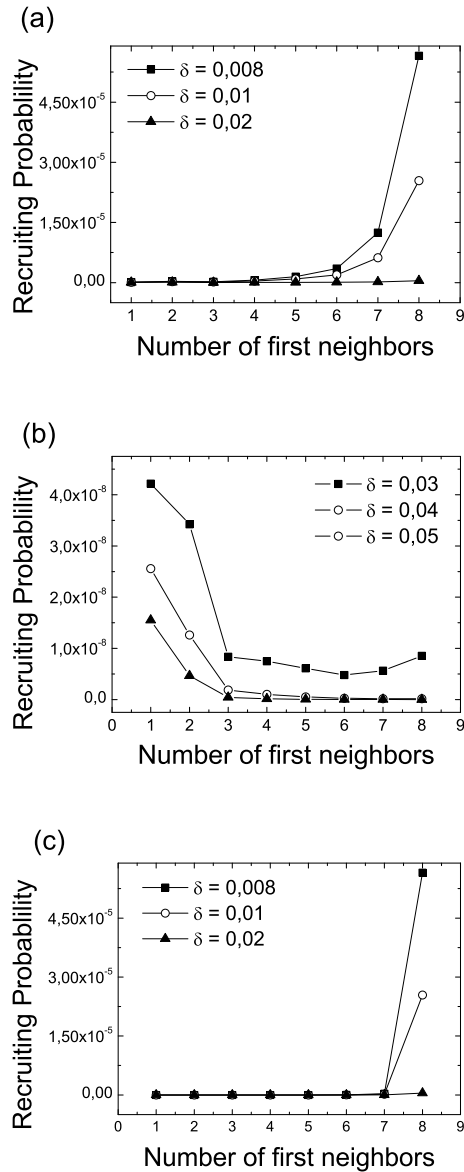 (a)
δ = 0,008
δ = 0,01
δ = 0,02
4,50x10-5
3,00x10-5
1,50x10-5
0,00
Recruiting Probablility
1 2 3 4 5 6 7 8 9
Number of first neighbors
(b)
δ = 0,03
δ = 0,04
δ = 0,05
4,0x10-8
3,0x10-8
2,0x10-8
1,0x10-8
0,0
Recruiting Probablility
0 1 2 3 4 5 6 7 8 9
Number of first neighbors
(c)
δ = 0,008
δ = 0,01
δ = 0,02
4,50x10-5
3,00x10-5
1,50x10-5
0,00
Recruiting Probablility
0 1 2 3 4 5 6 7 8 9
Number of first neighbors